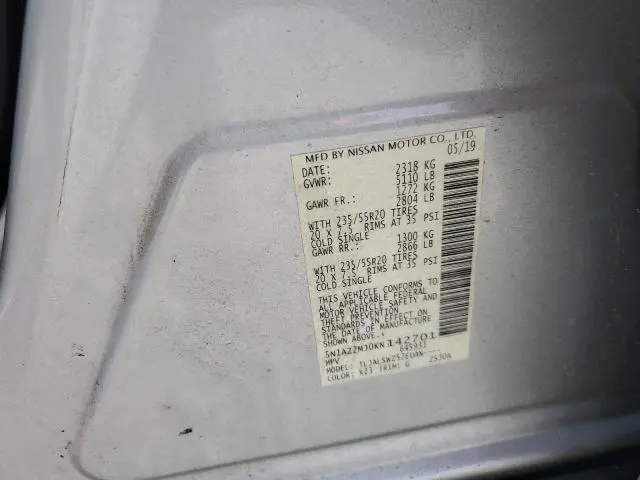 MFD BY NISSAN MOTOR CO., LTD.
DATE: 05/19
GVWR: 2318 KG
5110 LB
GAWR FR.: 1272 KG
2804 LB
WITH 235/55R20 TIRES
20 X 7.5 RIMS AT 35 PSI
COLD SINGLE
GAWR RR.: 1300 KG
2866 LB
WITH 235/55R20 TIRES
20 X 7.5 RIMS AT 35 PSI
COLD SINGLE
THIS VEHICLE CONFORMS TO
ALL APPLICABLE FEDERAL
MOTOR VEHICLE SAFETY AND
THEFT PREVENTION
STANDARDS IN EFFECT ON
THE DATE OF MANUFACTURE
SHOWN ABOVE.
5N1AZ2MJ0KN142701
MPV 645931
MODEL:
COLOR: K23 TRIM: G 2530A